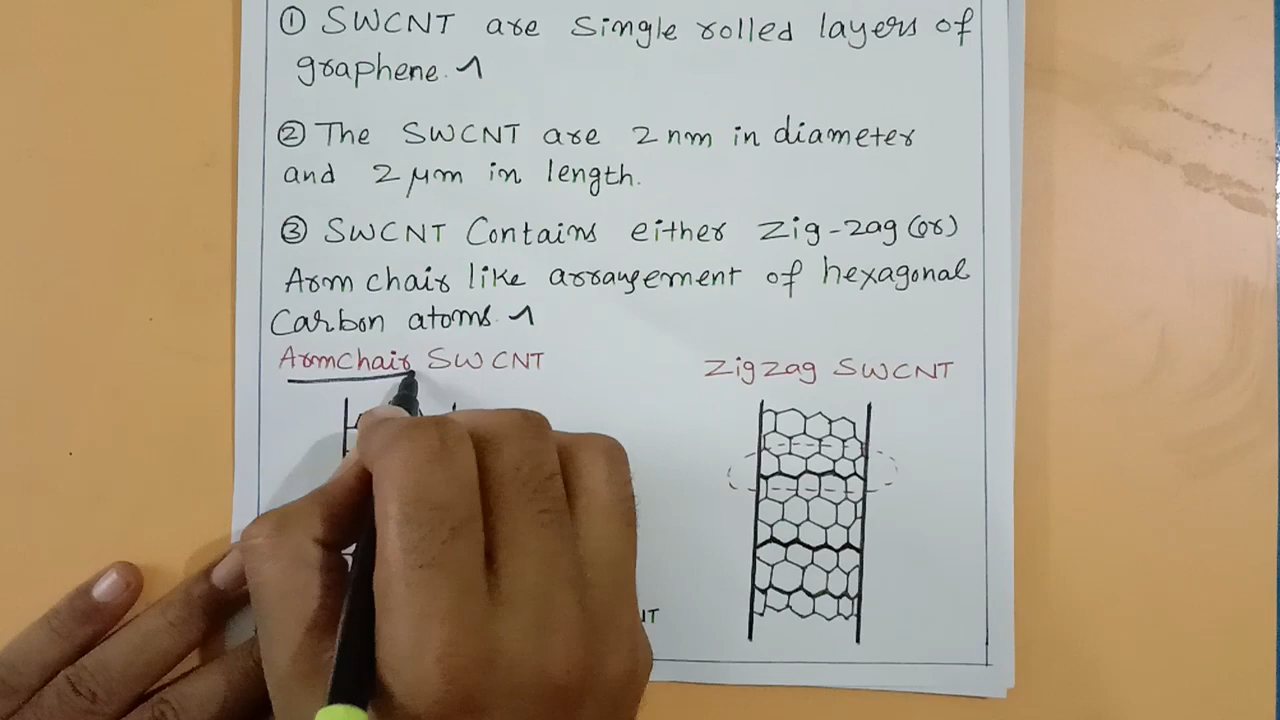 ① SWCNT are single rolled layers of
graphene.
② The SWCNT are 2 nm in diameter
and 2 μm in length.
③ SWCNT Contains either Zig-zag (or)
Arm chair like arrangement of hexagonal
Carbon atoms.
Armchair SWCNT
ZigZag SWCNT